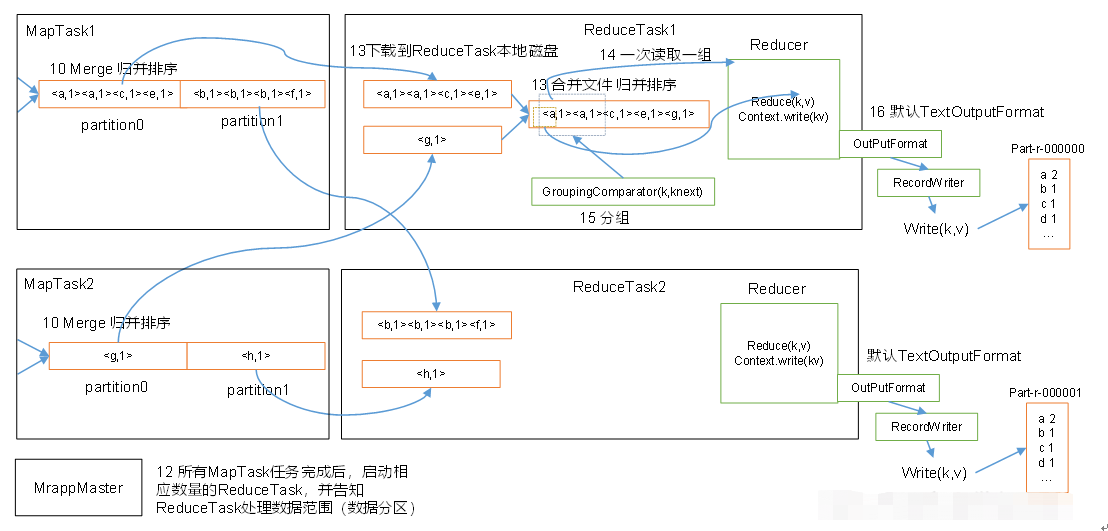 MapTask1
10 Merge 归并排序
<a,1><a,1><c,1><e,1>
<b,1><b,1><b,1><f,1>
partition0
partition1
ReduceTask1
13下载到ReduceTask本地磁盘
14 一次读取一组
Reducer
<a,1><a,1><c,1><e,1>
13 合并文件 归并排序
<a,1><a,1><c,1><e,1><g,1>
<g,1>
Reduce(k,v)
Context.write(kv)
GroupingComparator(k,knext)
15 分组
16 默认TextOutputFormat
OutPutFormat
RecordWriter
Write(k,v)
Part-r-000000
a 2
b 1
c 1
d 1
...
MapTask2
10 Merge 归并排序
<g,1>
<h,1>
partition0
partition1
ReduceTask2
Reducer
<b,1><b,1><b,1><f,1>
<h,1>
Reduce(k,v)
Context.write(kv)
默认TextOutputFormat
OutPutFormat
RecordWriter
Write(k,v)
Part-r-000001
a 2
b 1
c 1
d 1
...
MrappMaster
12 所有MapTask任务完成后，启动相
应数量的ReduceTask，并告知
ReduceTask处理数据范围（数据分区）